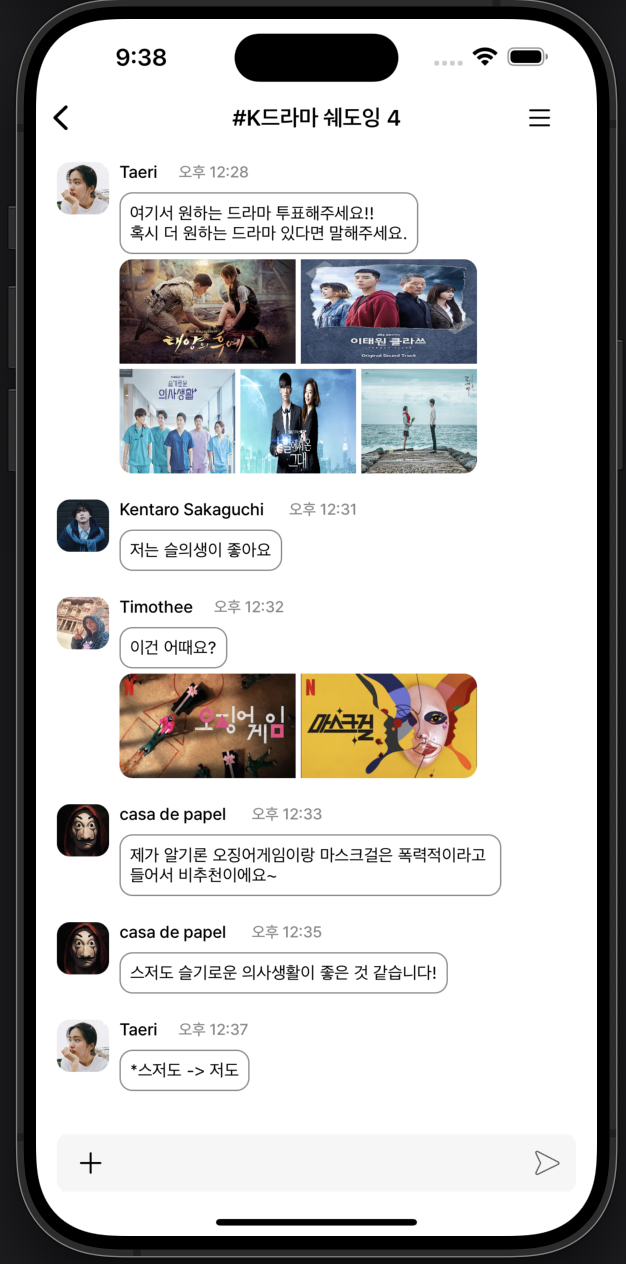 9:38
#K드라마 쉐도잉 4
Taeri 오후 12:28
여기서 원하는 드라마 투표해주세요!!
혹시 더 원하는 드라마 있다면 말해주세요.
태양의 후예
이태원 클라쓰
Original Sound Track
슬기로운
의사생활
별에서 온
그대
Kentaro Sakaguchi 오후 12:31
저는 슬의생이 좋아요
Timothee 오후 12:32
이건 어때요?
N
오징어게임
N
마스크걸
casa de papel 오후 12:33
제가 알기론 오징어게임이랑 마스크걸은 폭력적이라고
들어서 비추천이에요~
casa de papel 오후 12:35
스저도 슬기로운 의사생활이 좋은 것 같습니다!
Taeri 오후 12:37
*스저도 -> 저도